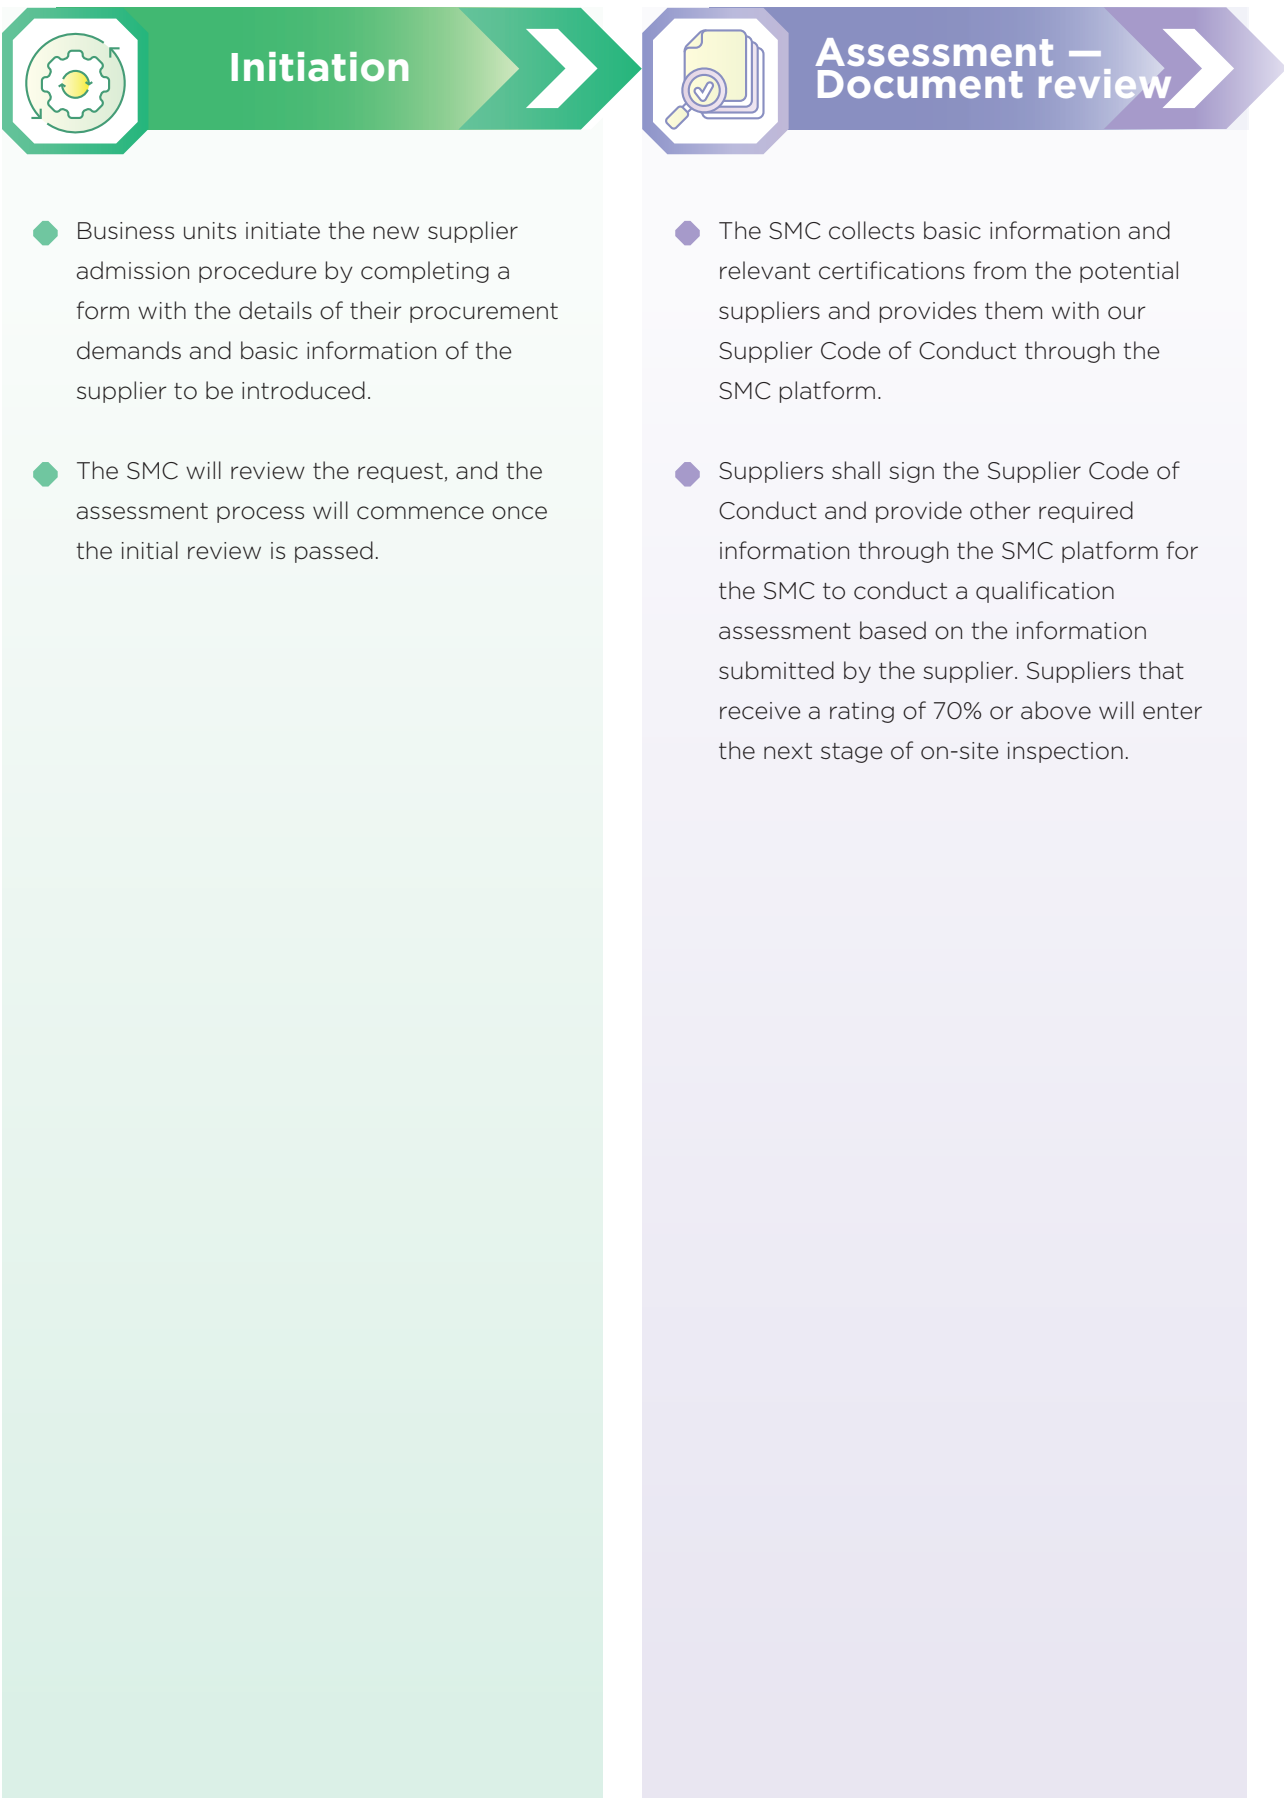 Initiation
Business units initiate the new supplier
admission procedure by completing a
form with the details of their procurement
demands and basic information of the
supplier to be introduced.
The SMC will review the request, and the
assessment process will commence once
the initial review is passed.
Assessment —
Document review
The SMC collects basic information and
relevant certifications from the potential
suppliers and provides them with our
Supplier Code of Conduct through the
SMC platform.
Suppliers shall sign the Supplier Code of
Conduct and provide other required
information through the SMC platform for
the SMC to conduct a qualification
assessment based on the information
submitted by the supplier. Suppliers that
receive a rating of 70% or above will enter
the next stage of on-site inspection.